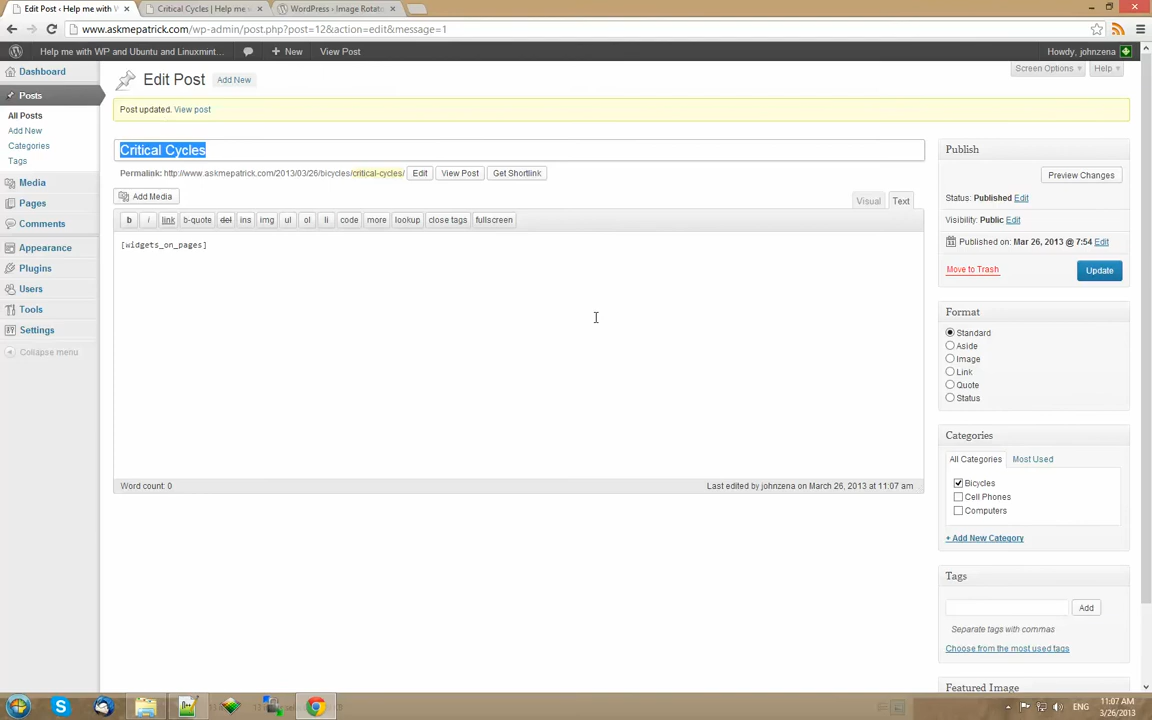 Edit Post ‹ Help me with W
Critical Cycles | Help me w
WordPress › Image Rotat
www.askmepatrick.com/wp-admin/post.php?post=12&action=edit&message=1
Help me with WP and Ubuntu and Linuxmint...
+ New
View Post
Howdy, johnzena
Dashboard
Posts
All Posts
Add New
Categories
Tags
Media
Pages
Comments
Appearance
Plugins
Users
Tools
Settings
Collapse menu
Edit Post
Add New
Screen Options
Help
Post updated. View post
Critical Cycles
Permalink: http://www.askmepatrick.com/2013/03/26/bicycles/critical-cycles/
Edit
View Post
Get Shortlink
Add Media
Visual
Text
b
i
link
b-quote
del
ins
img
ul
ol
li
code
more
lookup
close tags
fullscreen
[widgets_on_pages]
Word count: 0
Last edited by johnzena on March 26, 2013 at 11:07 am
Publish
Preview Changes
Status: Published Edit
Visibility: Public Edit
Published on: Mar 26, 2013 @ 7:54 Edit
Move to Trash
Update
Format
Standard
Aside
Image
Link
Quote
Status
Categories
All Categories
Most Used
Bicycles
Cell Phones
Computers
+ Add New Category
Tags
Add
Separate tags with commas
Choose from the most used tags
Featured Image
ENG
11:07 AM
3/26/2013